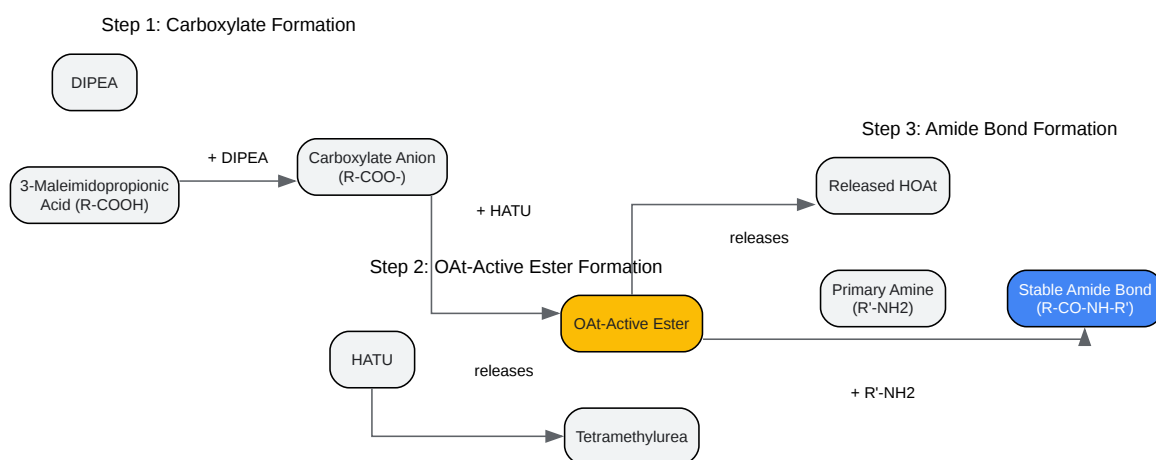 Step 1: Carboxylate Formation
DIPEA
3-Maleimidopropionic
Acid (R-COOH)
+ DIPEA
Carboxylate Anion
(R-COO-)
+ HATU
Step 2: OAt-Active Ester Formation
OAt-Active Ester
HATU
releases
Tetramethylurea
Step 3: Amide Bond Formation
Released HOAt
releases
Primary Amine
(R'-NH2)
Stable Amide Bond
(R-CO-NH-R')
+ R'-NH2